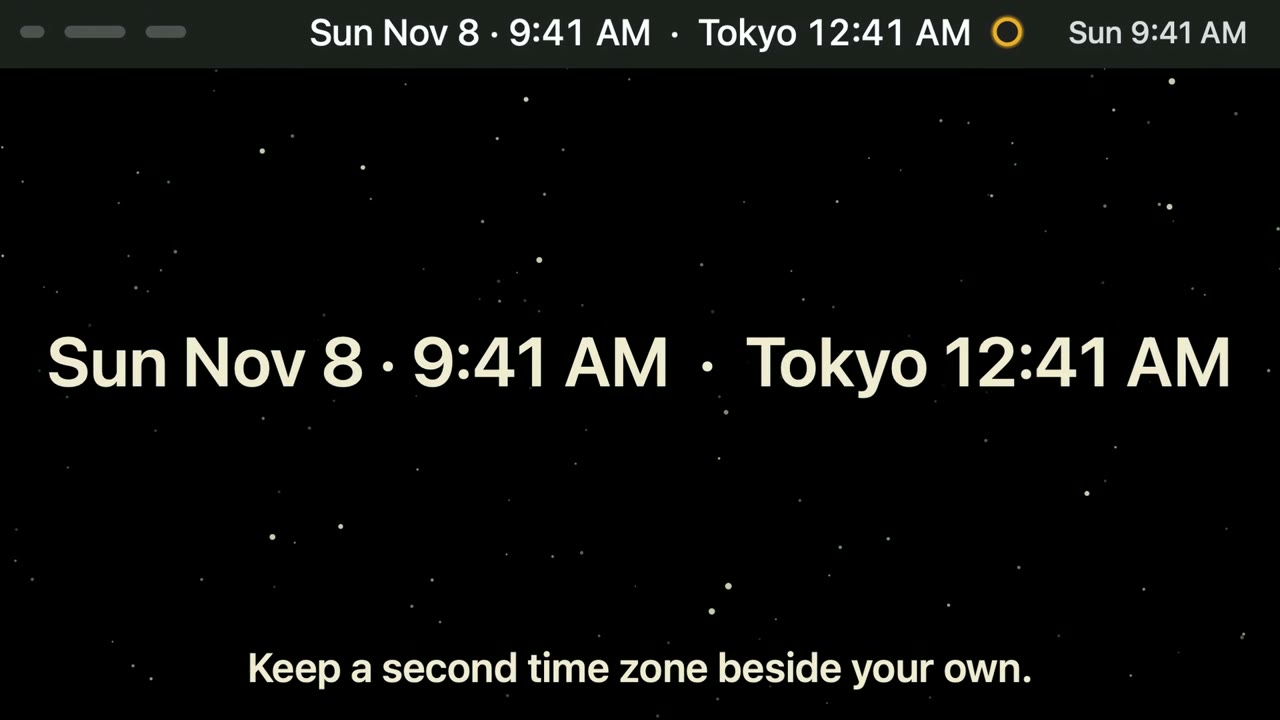 Sun Nov 8 · 9:41 AM · Tokyo 12:41 AM Sun 9:41 AM
Sun Nov 8 · 9:41 AM · Tokyo 12:41 AM
Keep a second time zone beside your own.